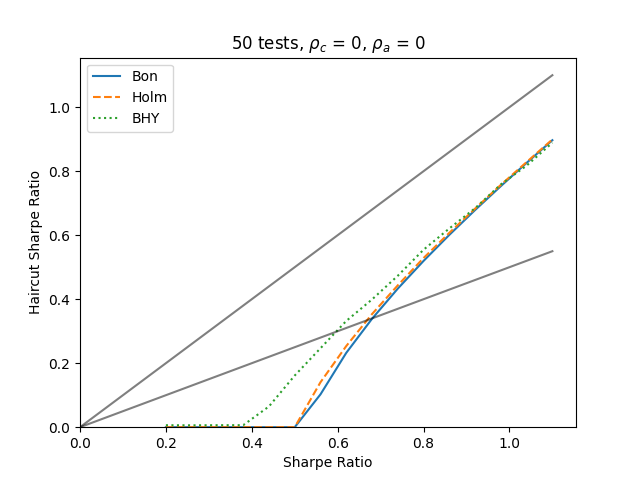 50 tests, ρc = 0, ρa = 0
Bon
Holm
BHY
Haircut Sharpe Ratio
1.0
0.8
0.6
0.4
0.2
0.0
0.0 0.2 0.4 0.6 0.8 1.0
Sharpe Ratio